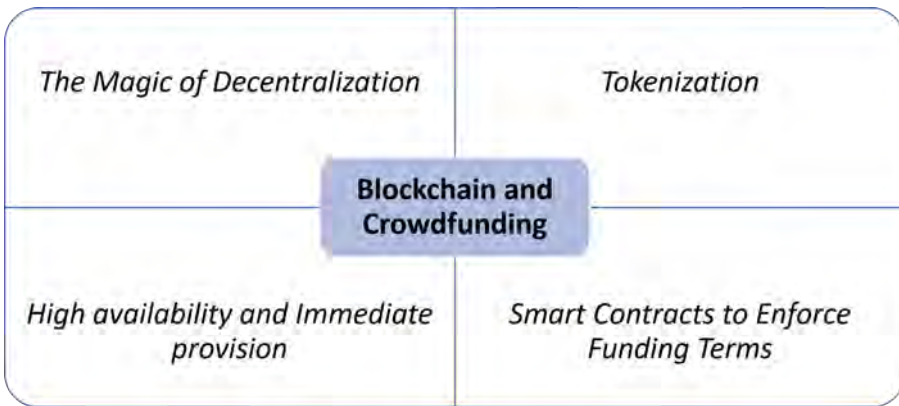 The Magic of Decentralization
Tokenization
Blockchain and
Crowdfunding
High availability and Immediate
provision
Smart Contracts to Enforce
Funding Terms